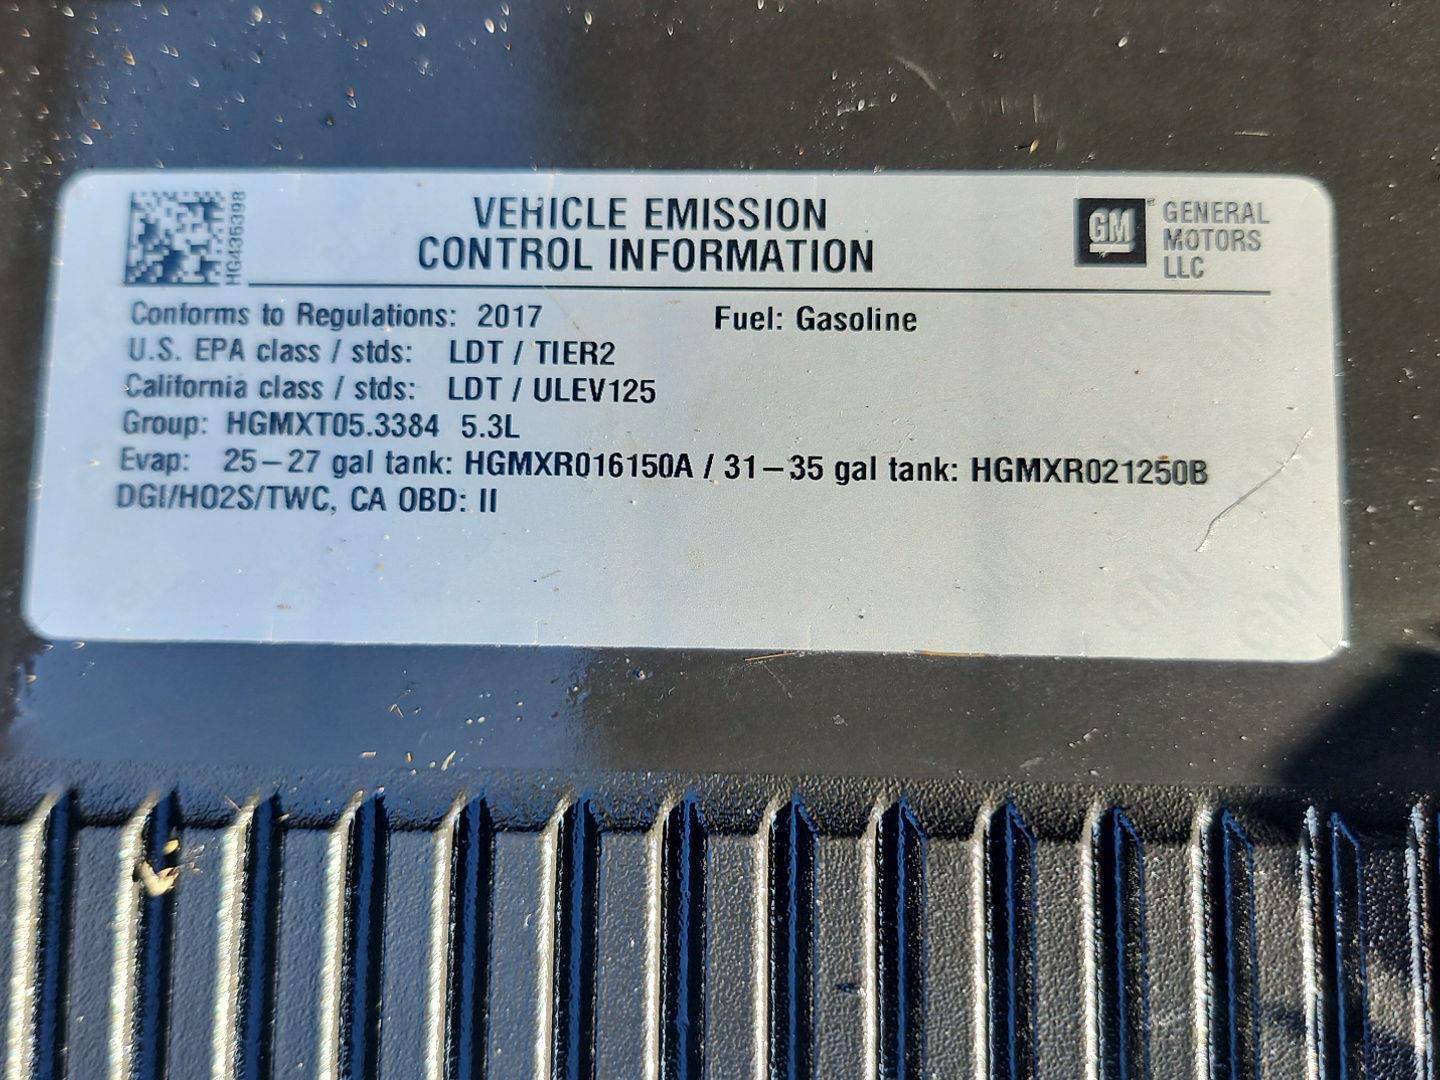 HG435398
VEHICLE EMISSION
CONTROL INFORMATION
GM
GENERAL
MOTORS
LLC
Conforms to Regulations: 2017 Fuel: Gasoline
U.S. EPA class / stds: LDT / TIER2
California class / stds: LDT / ULEV125
Group: HGMXT05.3384 5.3L
Evap: 25-27 gal tank: HGMXR016150A / 31-35 gal tank: HGMXR021250B
DGI/HO2S/TWC, CA OBD: II